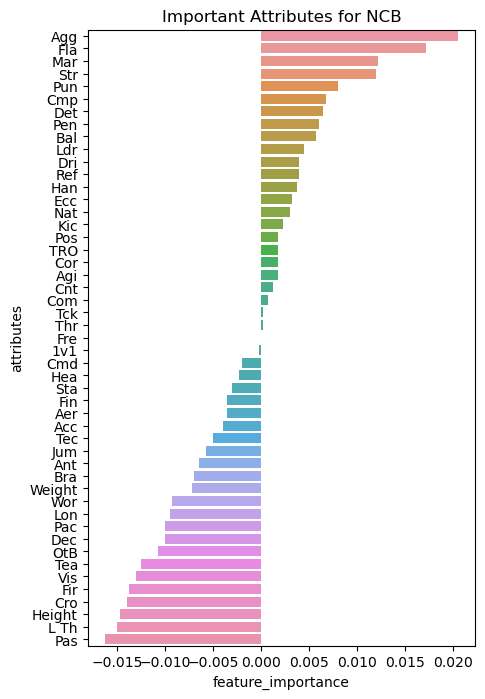 Important Attributes for NCB
Agg
Fla
Mar
Str
Pun
Cmp
Det
Pen
Bal
Ldr
Dri
Ref
Han
Ecc
Nat
Kic
Pos
TRO
Cor
Agi
Cnt
Com
Tck
Thr
Fre
1v1
Cmd
Hea
Sta
Fin
Aer
Acc
Tec
Jum
Ant
Bra
Weight
Wor
Lon
Pac
Dec
OtB
Tea
Vis
Fir
Cro
Height
L Th
Pas
attributes
−0.015 −0.010 −0.005 0.000 0.005 0.010 0.015 0.020
feature_importance